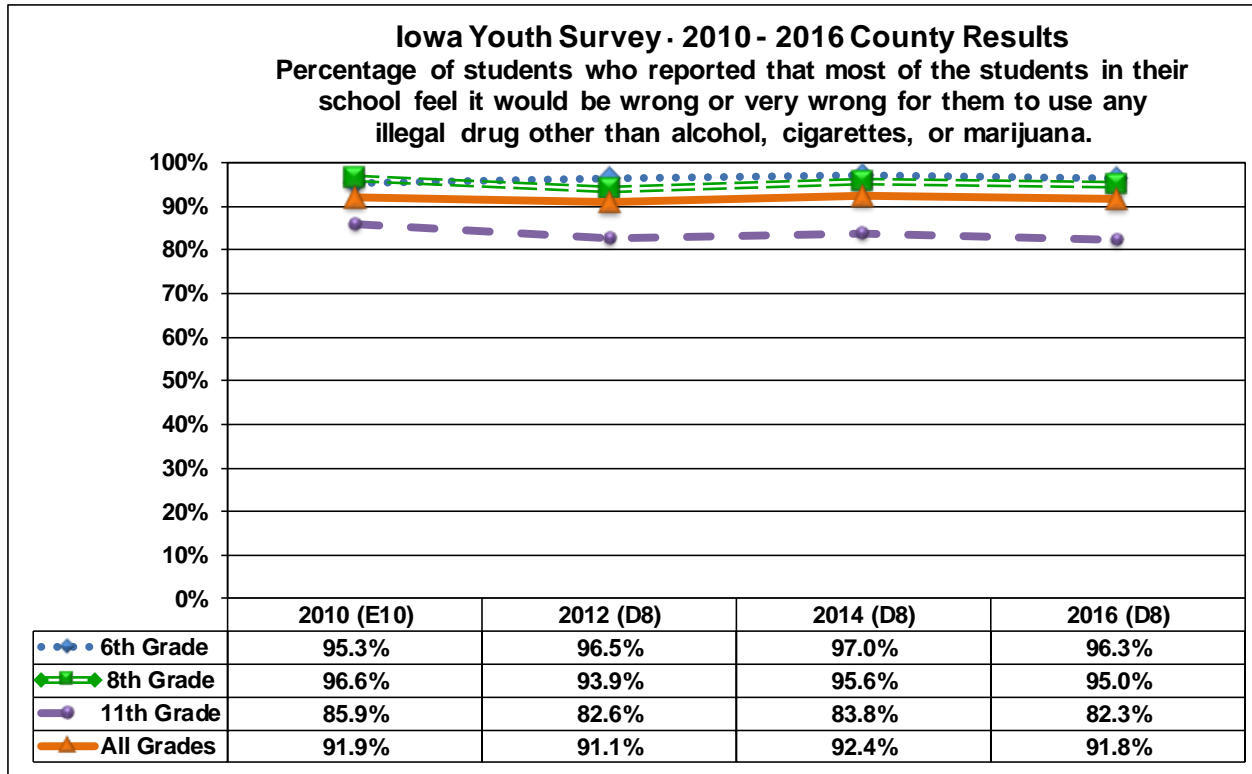 Iowa Youth Survey · 2010 - 2016 County Results
Percentage of students who reported that most of the students in their
school feel it would be wrong or very wrong for them to use any
illegal drug other than alcohol, cigarettes, or marijuana.
100%
90%
80%
70%
60%
50%
40%
30%
20%
10%
0%
2010 (E10) 2012 (D8) 2014 (D8) 2016 (D8)
6th Grade 95.3% 96.5% 97.0% 96.3%
8th Grade 96.6% 93.9% 95.6% 95.0%
11th Grade 85.9% 82.6% 83.8% 82.3%
All Grades 91.9% 91.1% 92.4% 91.8%